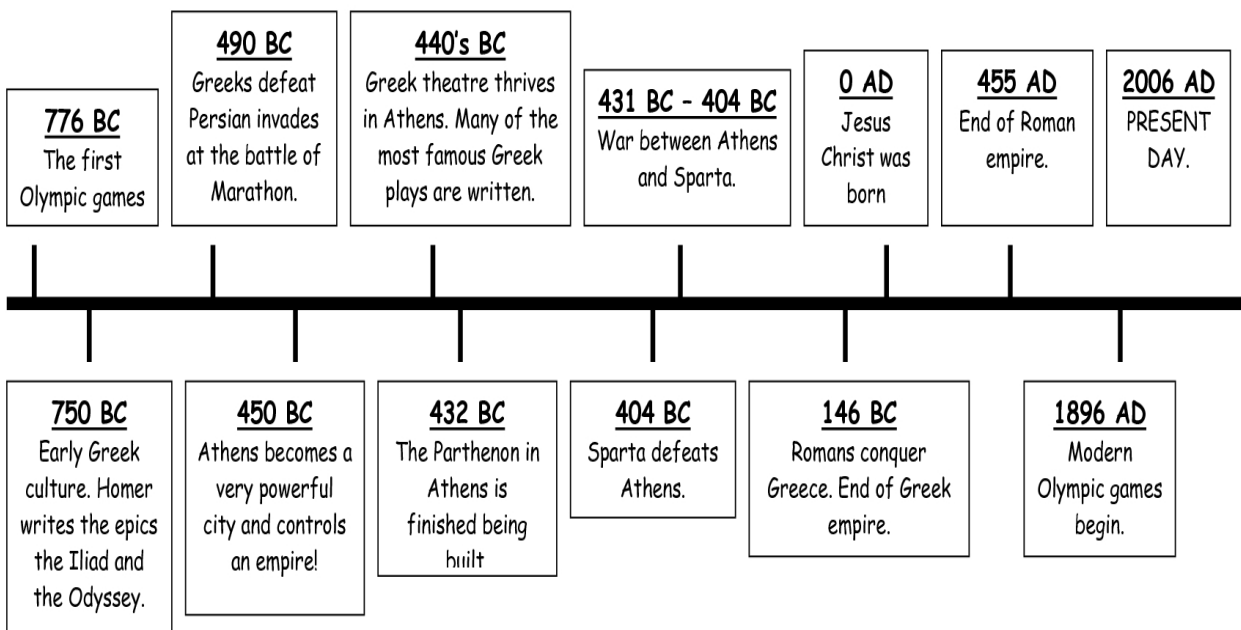 776 BC
The first
Olympic games
490 BC
Greeks defeat
Persian invades
at the battle of
Marathon.
440's BC
Greek theatre thrives
in Athens. Many of the
most famous Greek
plays are written.
431 BC – 404 BC
War between Athens
and Sparta.
0 AD
Jesus
Christ was
born
455 AD
End of Roman
empire.
2006 AD
PRESENT
DAY.
750 BC
Early Greek
culture. Homer
writes the epics
the Iliad and
the Odyssey.
450 BC
Athens becomes a
very powerful
city and controls
an empire!
432 BC
The Parthenon in
Athens is
finished being
built
404 BC
Sparta defeats
Athens.
146 BC
Romans conquer
Greece. End of Greek
empire.
1896 AD
Modern
Olympic games
begin.